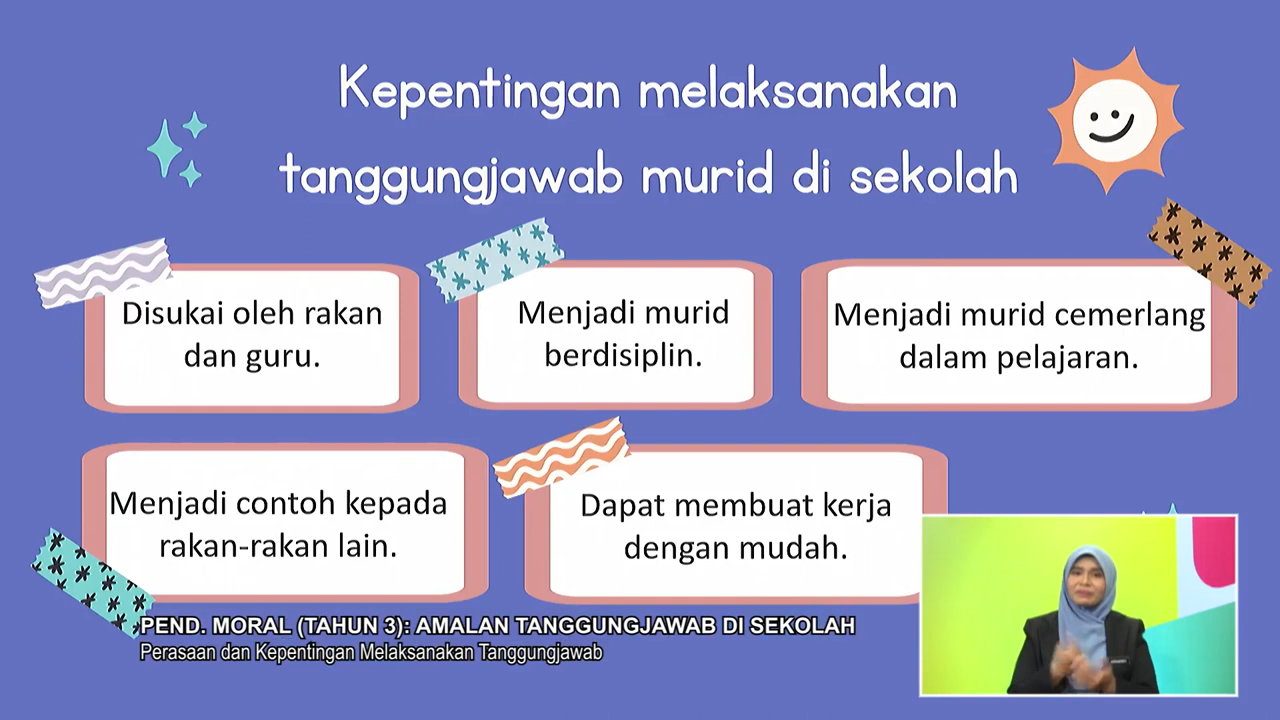 Kepentingan melaksanakan
tanggungjawab murid di sekolah
Disukai oleh rakan
dan guru.
Menjadi murid
berdisiplin.
Menjadi murid cemerlang
dalam pelajaran.
Menjadi contoh kepada
rakan-rakan lain.
Dapat membuat kerja
dengan mudah.
PEND. MORAL (TAHUN 3): AMALAN TANGGUNGJAWAB DI SEKOLAH
Perasaan dan Kepentingan Melaksanakan Tanggungjawab